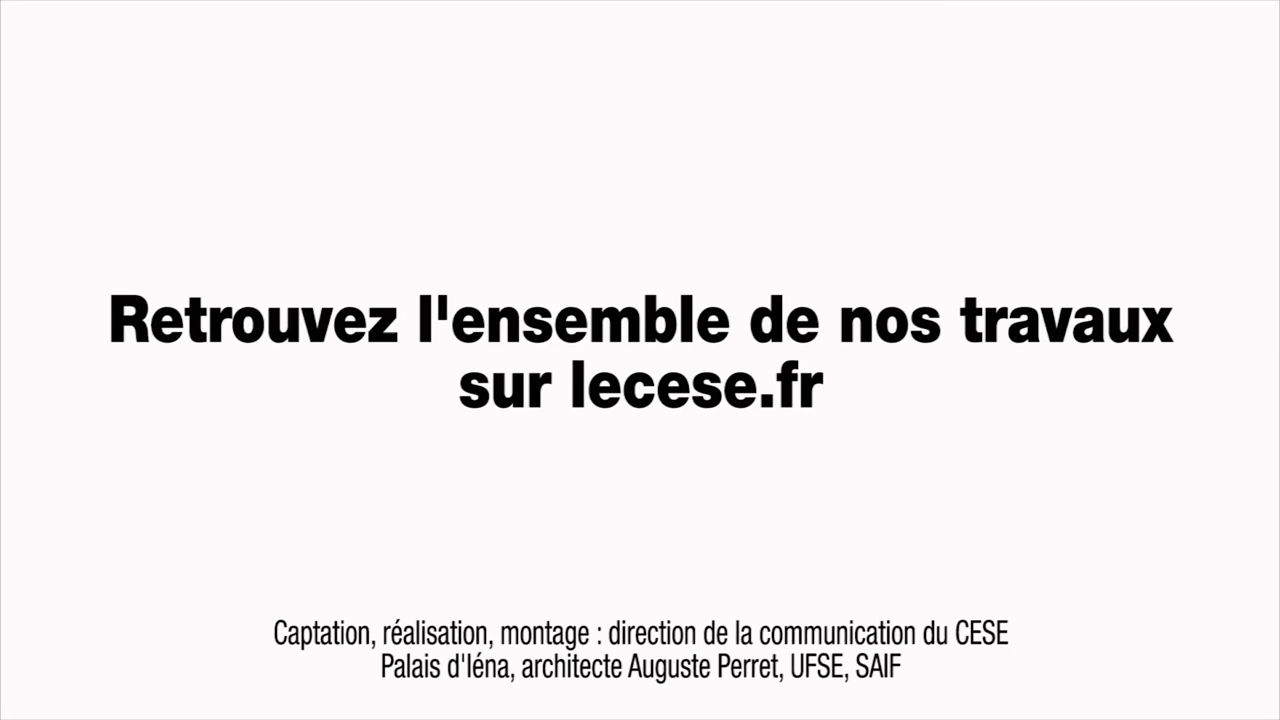 Retrouvez l'ensemble de nos travaux
sur lecese.fr
Captation, réalisation, montage : direction de la communication du CESE
Palais d'Iéna, architecte Auguste Perret, UFSE, SAIF